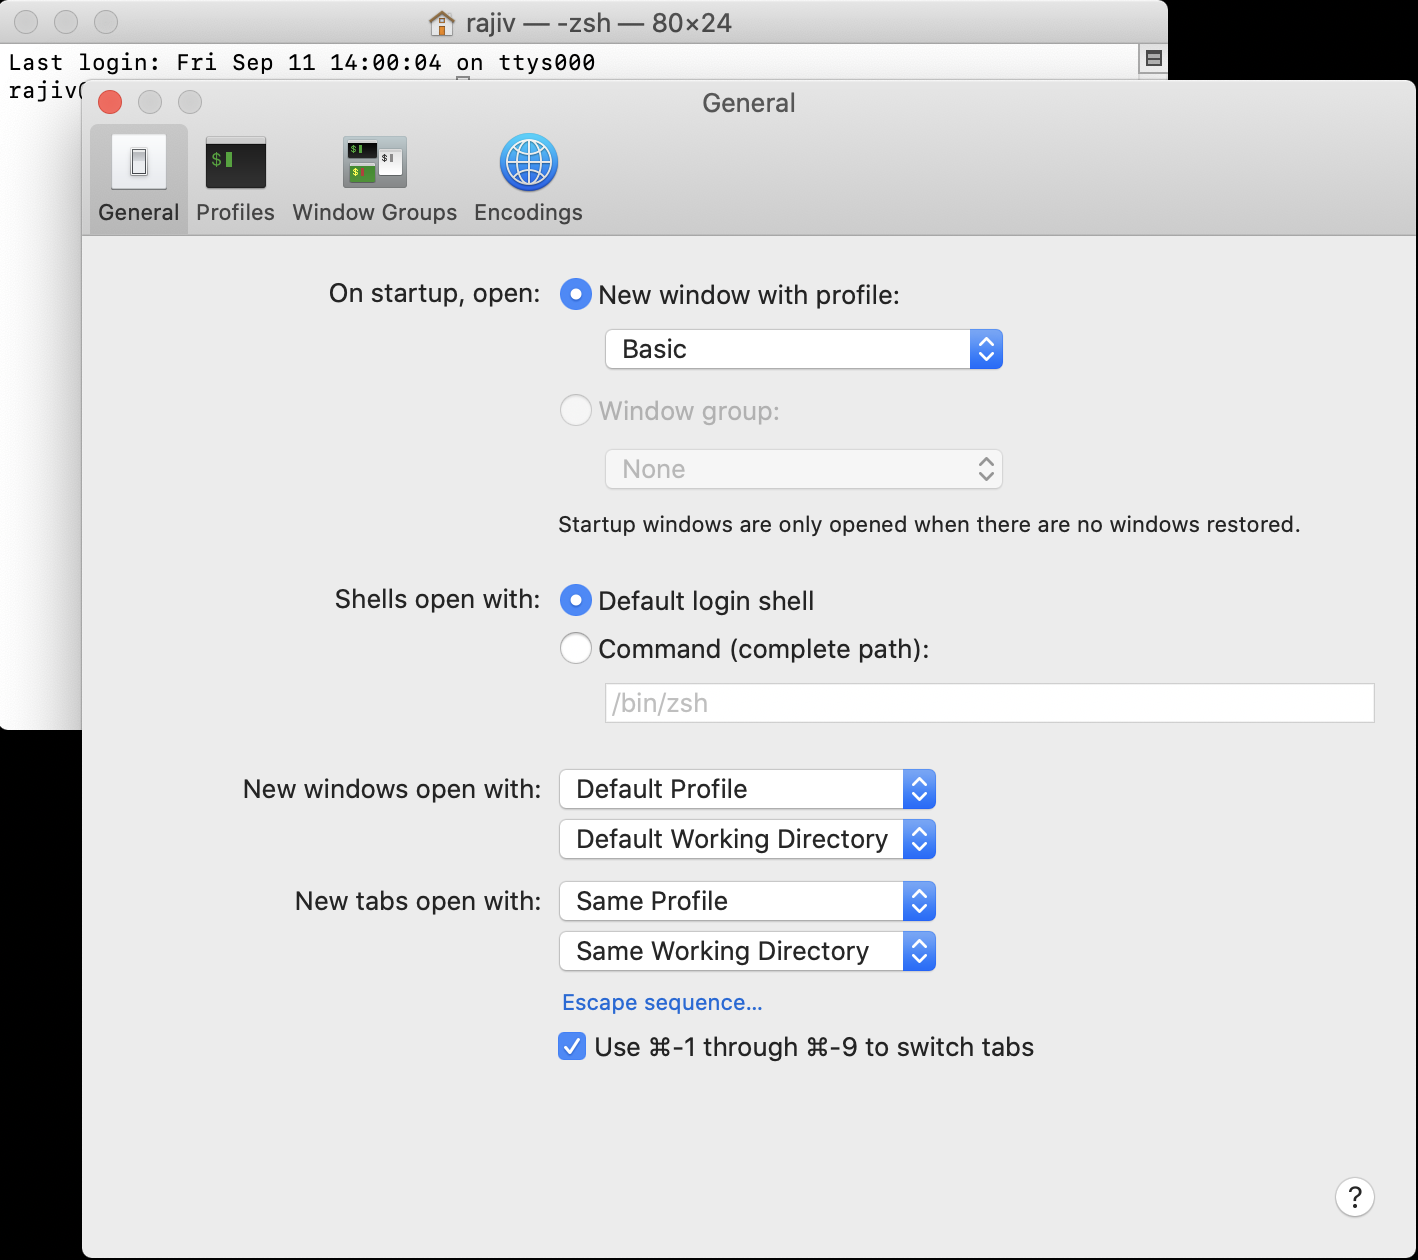 rajiv — -zsh — 80×24
Last login: Fri Sep 11 14:00:04 on ttys000
rajiv
General
General Profiles Window Groups Encodings
On startup, open: New window with profile:
Basic
Window group:
None
Startup windows are only opened when there are no windows restored.
Shells open with: Default login shell
Command (complete path):
/bin/zsh
New windows open with: Default Profile
Default Working Directory
New tabs open with: Same Profile
Same Working Directory
Escape sequence...
Use ⌘-1 through ⌘-9 to switch tabs
?